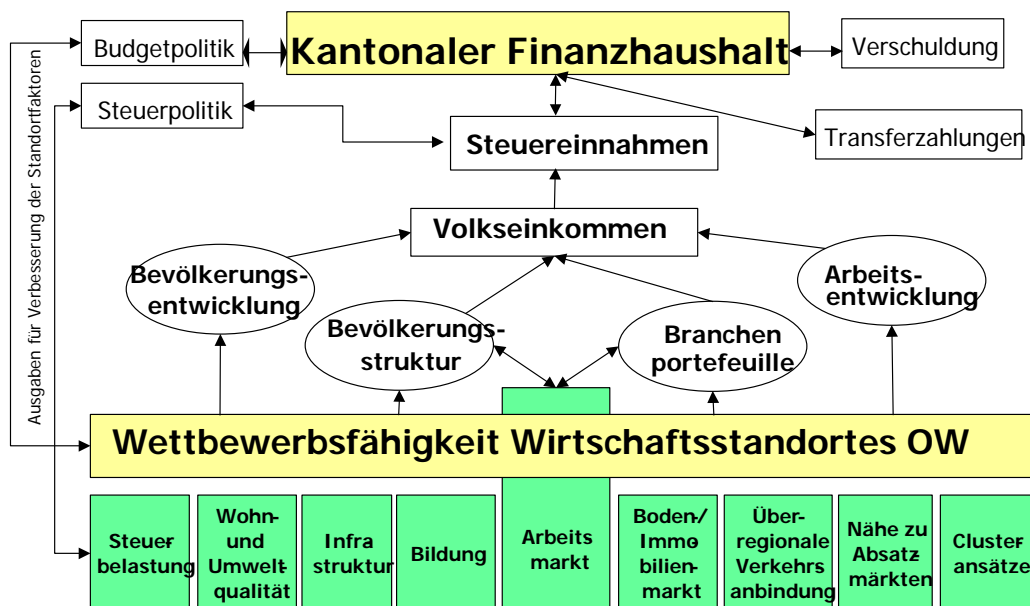 Budgetpolitik
Kantonaler Finanzhaushalt
Verschuldung
Steuerpolitik
Steuereinnahmen
Transferzahlungen
Ausgaben für Verbesserung der Standortfaktoren
Volkseinkommen
Bevölkerungs-
entwicklung
Arbeits-
entwicklung
Bevölkerungs-
struktur
Branchen
portefeuille
Wettbewerbsfähigkeit Wirtschaftsstandortes OW
Steuer-
belastung
Wohn-
und
Umwelt-
qualität
Infra
struktur
Bildung
Arbeits
markt
Boden-/
Immo
bilien-
markt
Über-
regionale
Verkehrs
anbindung
Nähe zu
Absatz-
märkten
Cluster-
ansätze